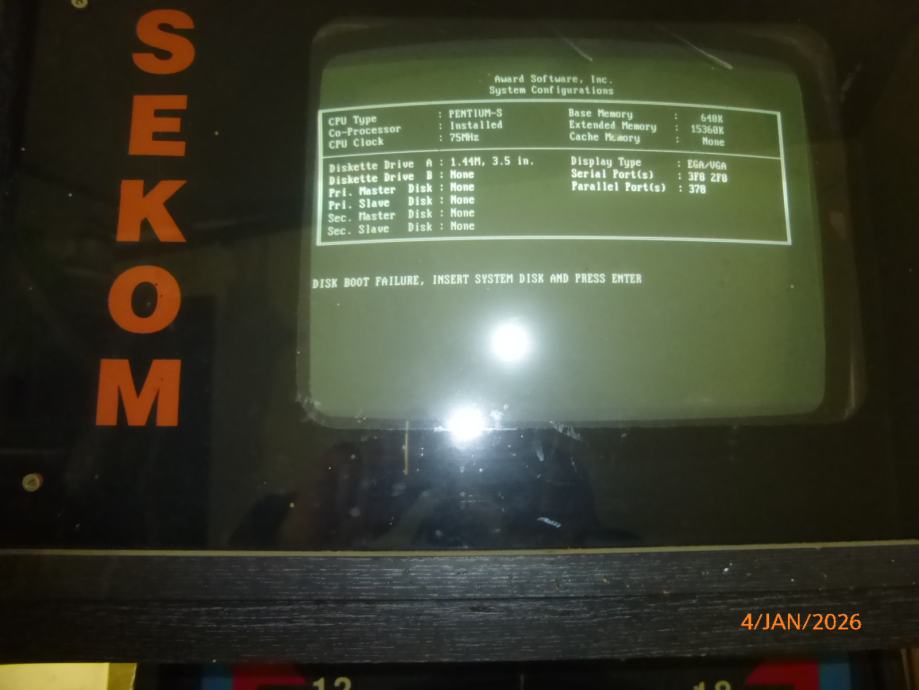 SEKOM
Award Software, Inc.
System Configurations
CPU Type : PENTIUM-S Base Memory : 640K
Co-Processor : Installed Extended Memory : 15360K
CPU Clock : 75MHz Cache Memory : None
Diskette Drive A : 1.44M, 3.5 in. Display Type : EGA/VGA
Diskette Drive B : None Serial Port(s) : 3F8 2F8
Pri. Master Disk : None Parallel Port(s) : 378
Pri. Slave Disk : None
Sec. Master Disk : None
Sec. Slave Disk : None
DISK BOOT FAILURE, INSERT SYSTEM DISK AND PRESS ENTER
4/JAN/2026
12 18